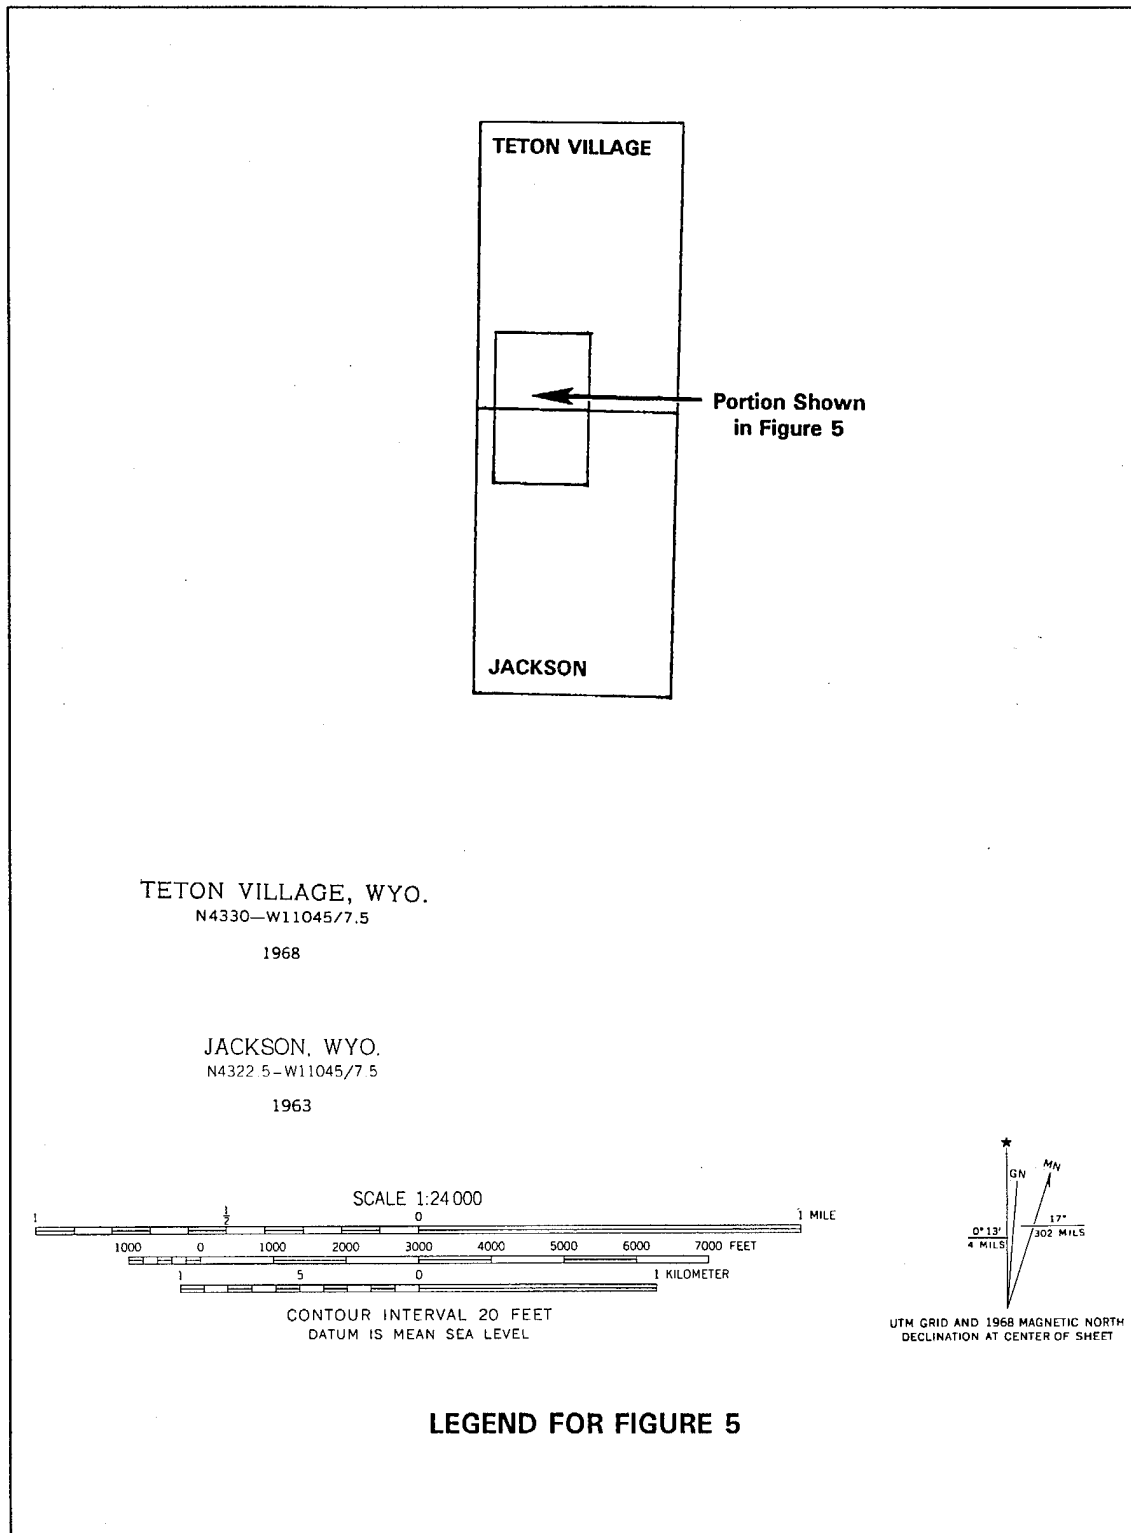 TETON VILLAGE
Portion Shown
in Figure 5
JACKSON
TETON VILLAGE, WYO.
N4330—W11045/7.5
1968
JACKSON, WYO.
N4322.5-W11045/7.5
1963
SCALE 1:24 000
1 1/2 0 1 MILE
1000 0 1000 2000 3000 4000 5000 6000 7000 FEET
1 5 0 1 KILOMETER
CONTOUR INTERVAL 20 FEET
DATUM IS MEAN SEA LEVEL
★
GN
MN
0° 13'
4 MILS
17°
302 MILS
UTM GRID AND 1968 MAGNETIC NORTH
DECLINATION AT CENTER OF SHEET
LEGEND FOR FIGURE 5